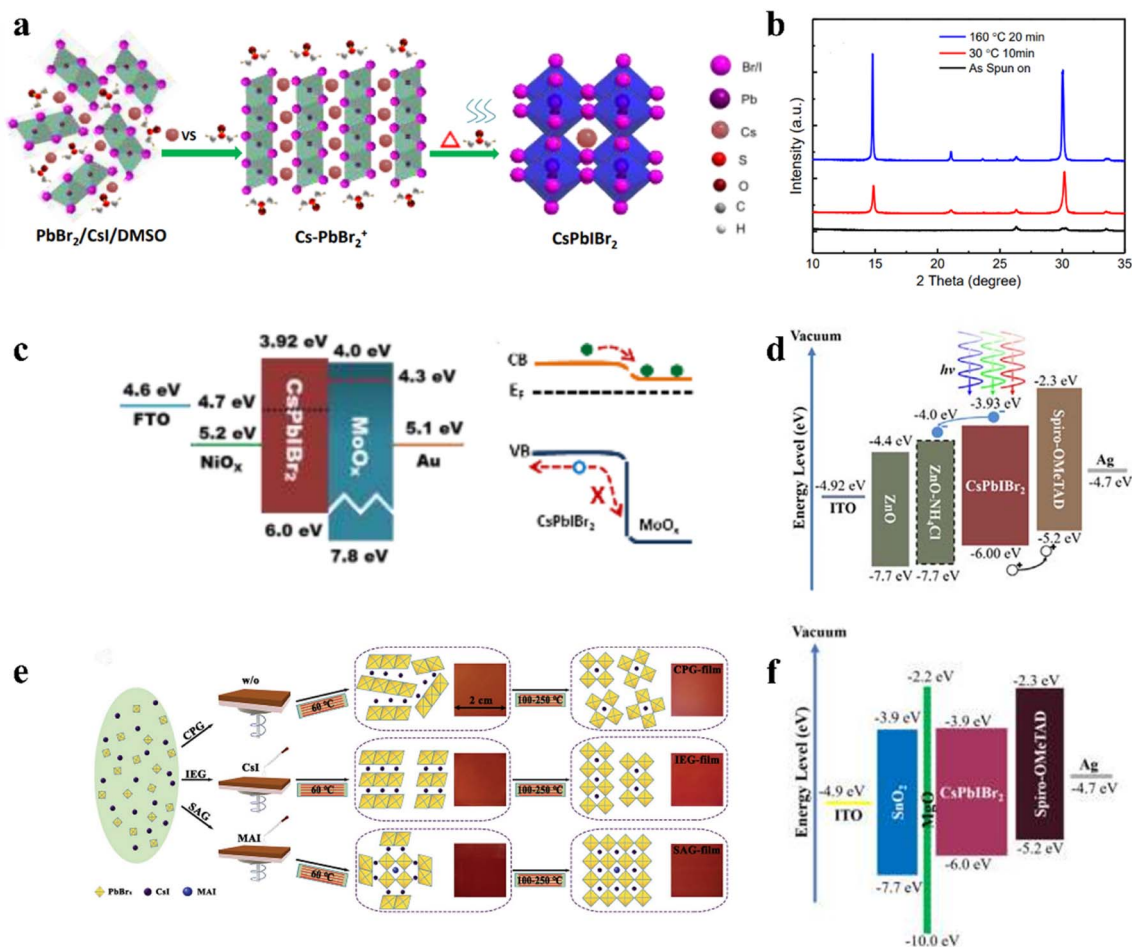 a
VS
Br/I
Pb
Cs
S
O
C
H
PbBr2/CsI/DMSO
Cs-PbBr2+
CsPbIBr2
b
160 °C 20 min
30 °C 10min
As Spun on
Intensity (a.u.)
10 15 20 25 30 35
2 Theta (degree)
c
3.92 eV
4.0 eV
4.3 eV
4.6 eV
FTO
4.7 eV
5.2 eV
NiOx
CsPbIBr2
MoOx
5.1 eV
Au
6.0 eV
7.8 eV
CB
EF
VB
X
CsPbIBr2
MoOx
d
Vacuum
hv
Energy Level (eV)
-2.3 eV
-3.93 eV
-4.0 eV
-4.4 eV
-4.92 eV
ITO
ZnO
ZnO-NH4Cl
CsPbIBr2
Spiro-OMeTAD
Ag
-4.7 eV
-5.2 eV
-6.00 eV
-7.7 eV
-7.7 eV
e
w/o
CPG
60 °C
2 cm
100-250 °C
CPG-film
CsI
IEG
60 °C
100-250 °C
IEG-film
SAG
MAI
60 °C
100-250 °C
SAG-film
PbBr2 CsI MAI
f
Vacuum
Energy Level (eV)
-2.2 eV
-2.3 eV
-3.9 eV
-3.9 eV
-4.9 eV
ITO
SnO2
MgO
CsPbIBr2
Spiro-OMeTAD
Ag
-4.7 eV
-5.2 eV
-6.0 eV
-7.7 eV
-10.0 eV